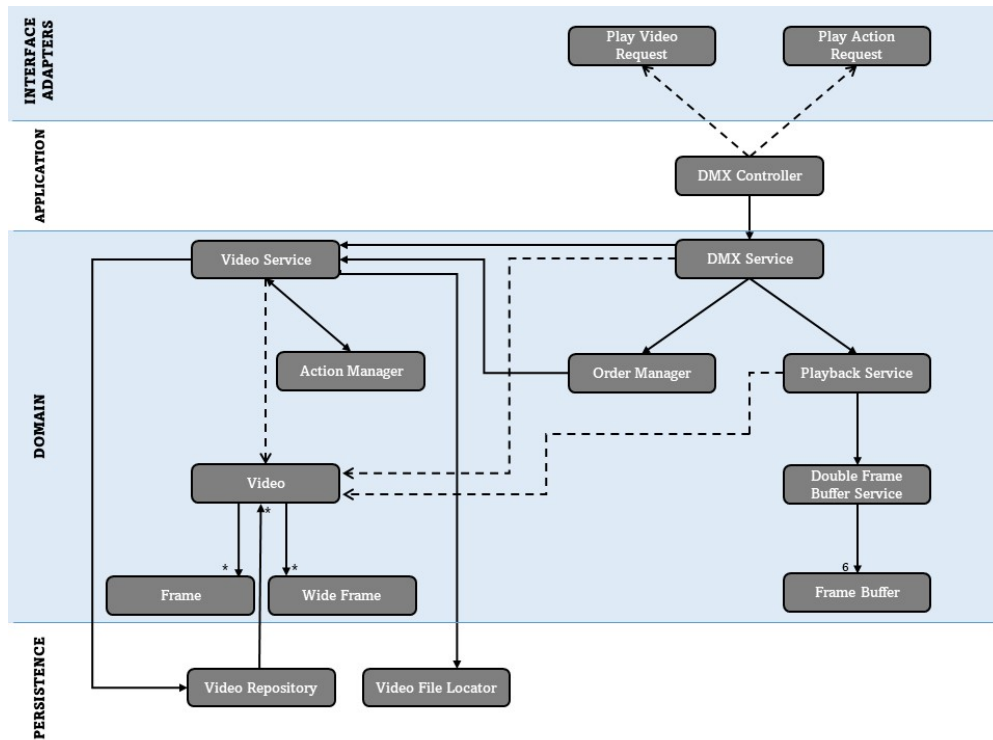 INTERFACE
ADAPTERS
Play Video
Request
Play Action
Request
APPLICATION
DMX Controller
DOMAIN
Video Service
DMX Service
Action Manager
Order Manager
Playback Service
Video
Double Frame
Buffer Service
*
*
*
6
Frame
Wide Frame
Frame Buffer
PERSISTENCE
Video Repository
Video File Locator